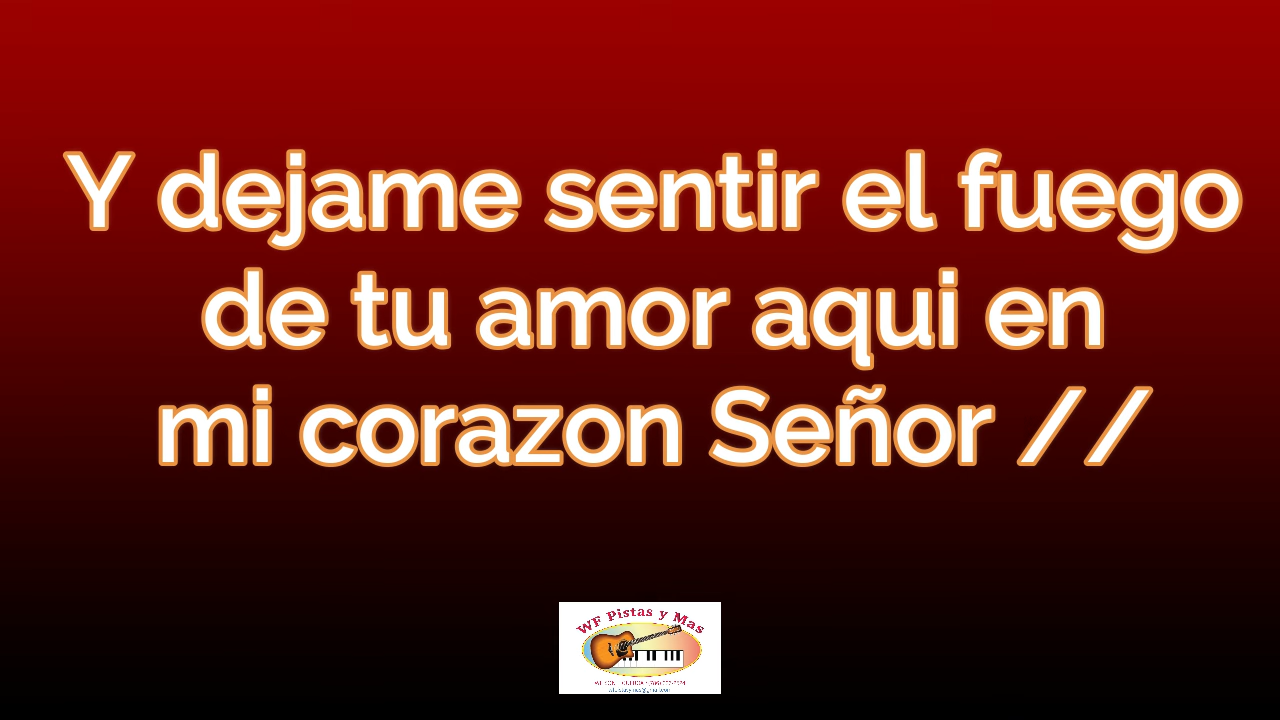 Y dejame sentir el fuego
de tu amor aqui en
mi corazon Señor //
WF Pistas y Mas